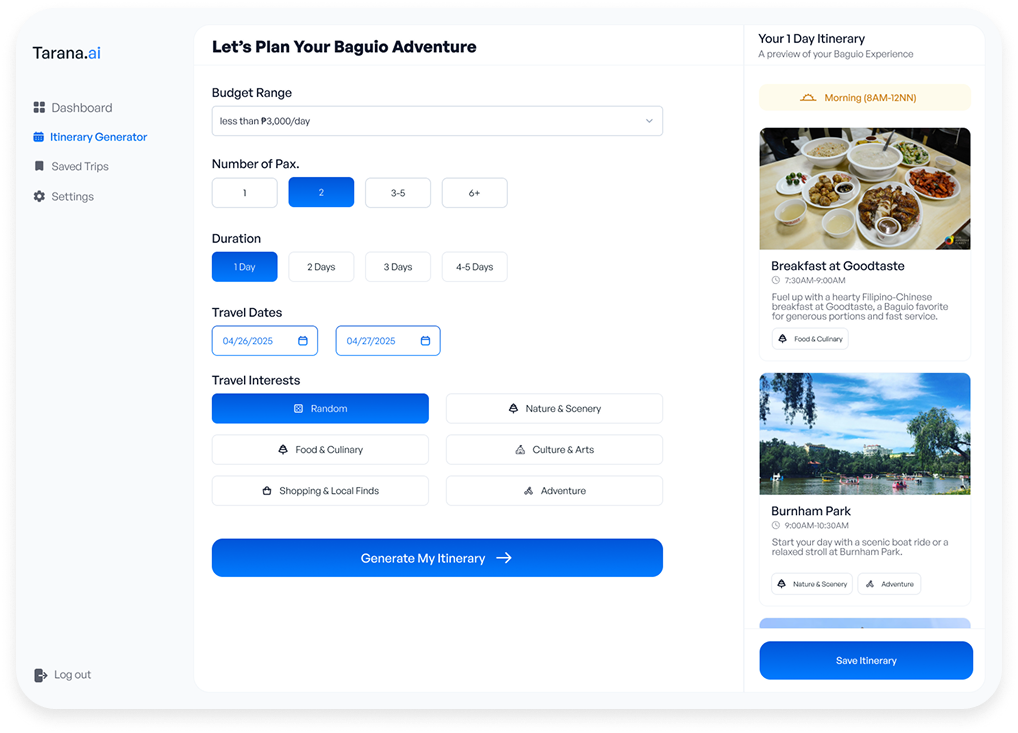 Tarana.ai
Dashboard
Itinerary Generator
Saved Trips
Settings
Log out
Let's Plan Your Baguio Adventure
Budget Range
less than ₱3,000/day
Number of Pax.
1
2
3-5
6+
Duration
1 Day
2 Days
3 Days
4-5 Days
Travel Dates
04/26/2025
04/27/2025
Travel Interests
Random
Nature & Scenery
Food & Culinary
Culture & Arts
Shopping & Local Finds
Adventure
Generate My Itinerary
Your 1 Day Itinerary
A preview of your Baguio Experience
Morning (8AM-12NN)
Breakfast at Goodtaste
7:30AM-9:00AM
Fuel up with a hearty Filipino-Chinese
breakfast at Goodtaste, a Baguio favorite
for generous portions and fast service.
Food & Culinary
Burnham Park
9:00AM-10:30AM
Start your day with a scenic boat ride or a
relaxed stroll at Burnham Park.
Nature & Scenery
Adventure
Save Itinerary